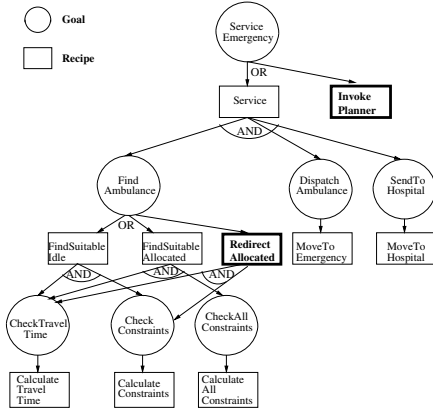 Goal
Recipe
Service
Emergency
OR
Service
Invoke
Planner
AND
Find
Ambulance
Dispatch
Ambulance
SendTo
Hospital
OR
FindSuitable
Idle
FindSuitable
Allocated
Redirect
Allocated
MoveTo
Emergency
MoveTo
Hospital
AND
AND
AND
CheckTravel
Time
Check
Constraints
CheckAll
Constraints
Calculate
Travel
Time
Calculate
Constraints
Calculate
All
Constraints